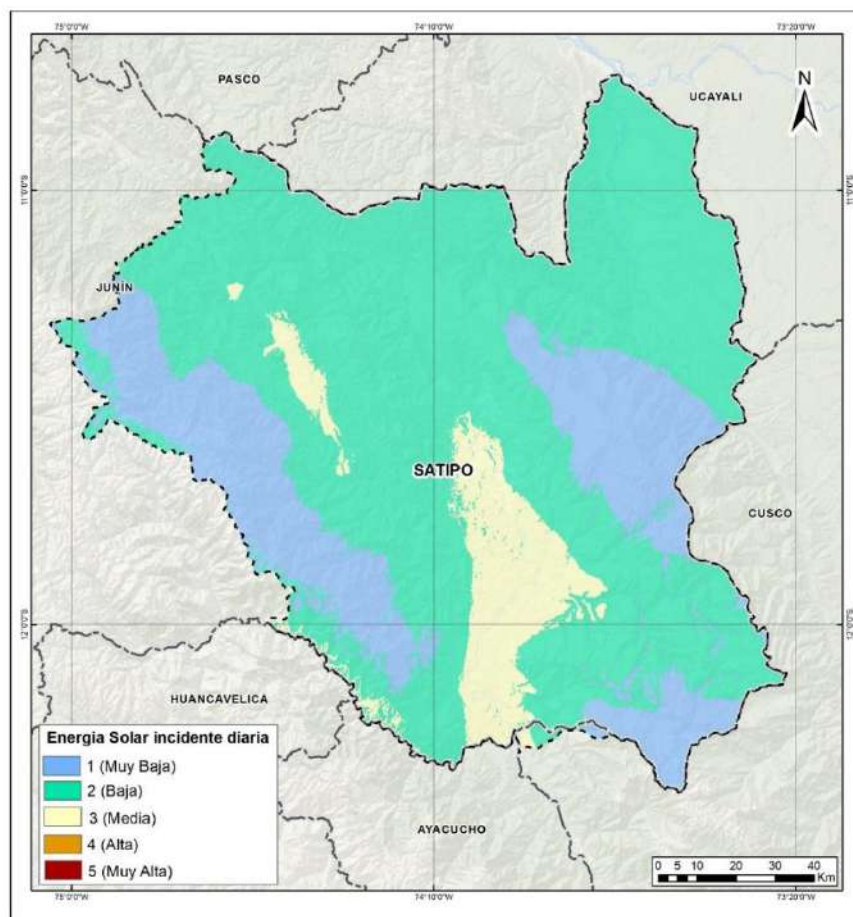 75°0'0"W 74°10'0"W 73°20'0"W
PASCO
UCAYALI
N
11°0'0"S 11°0'0"S
JUNÍN
SATIPO
CUSCO
12°0'0"S 12°0'0"S
HUANCAVELICA
Energia Solar incidente diaria
1 (Muy Baja)
2 (Baja)
3 (Media)
4 (Alta)
5 (Muy Alta)
AYACUCHO
0 5 10 20 30 40
Km
75°0'0"W 74°10'0"W 73°20'0"W